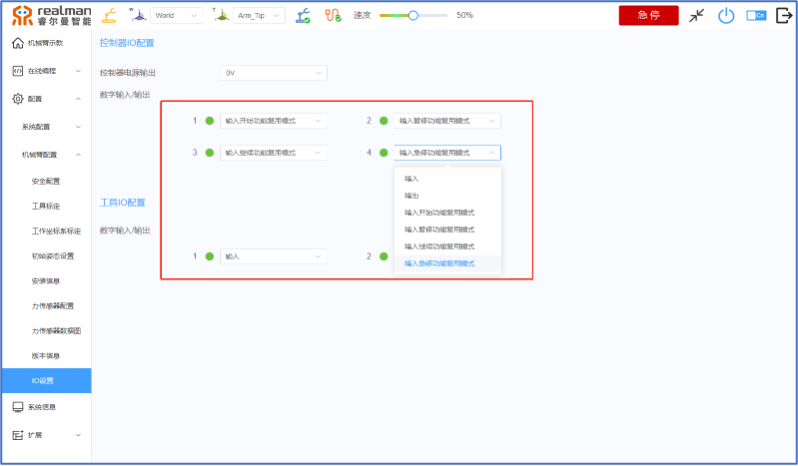 realman
睿尔曼智能
W World T Arm_Tip 速度 50% 急停 On
机械臂示教
在线编程
配置
系统配置
机械臂配置
安全配置
工具标定
工作坐标系标定
初始姿态设置
安装信息
力传感器配置
力传感器数据图
版本信息
IO设置
系统信息
扩展
控制器IO配置
控制器电源输出 0V
数字输入/输出
1 输入开始功能复用模式 2 输入暂停功能复用模式
3 输入继续功能复用模式 4 输入急停功能复用模式
输入
输出
输入开始功能复用模式
输入暂停功能复用模式
输入继续功能复用模式
输入急停功能复用模式
工具IO配置
数字输入/输出
1 输入 2